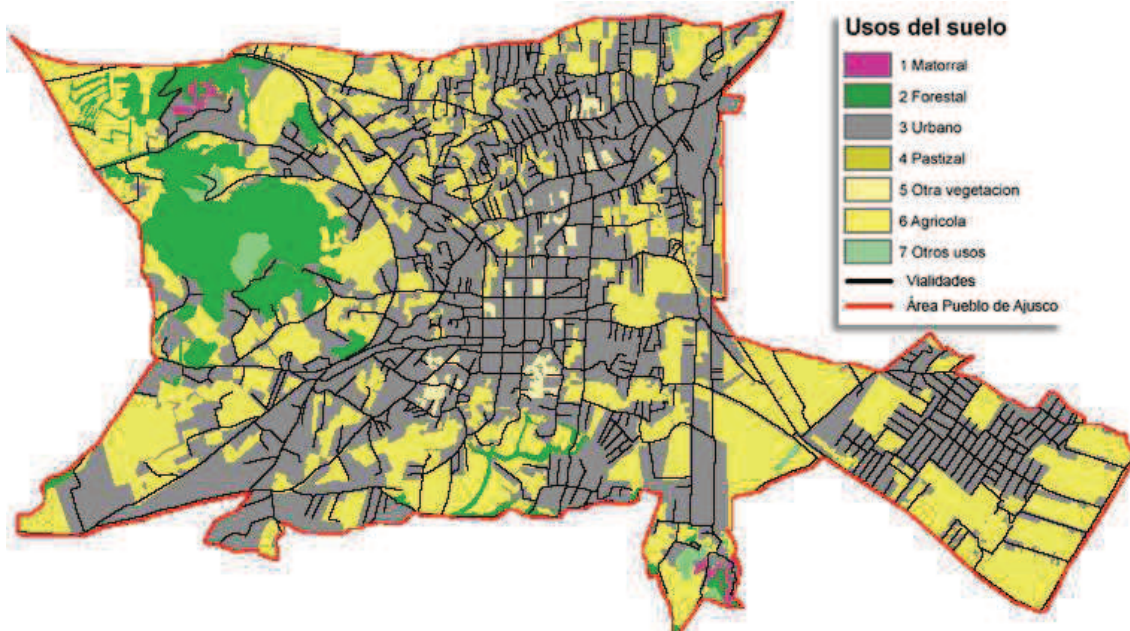 Usos del suelo
1 Matorral
2 Forestal
3 Urbano
4 Pastizal
5 Otra vegetacion
6 Agricola
7 Otros usos
Vialidades
Área Pueblo de Ajusco